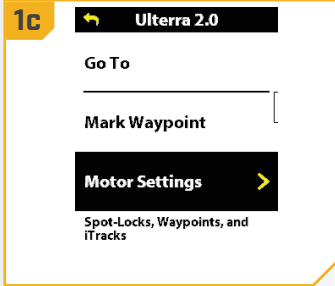 1c
Ulterra 2.0
Go To
Mark Waypoint
Motor Settings
Spot-Locks, Waypoints, and
iTracks